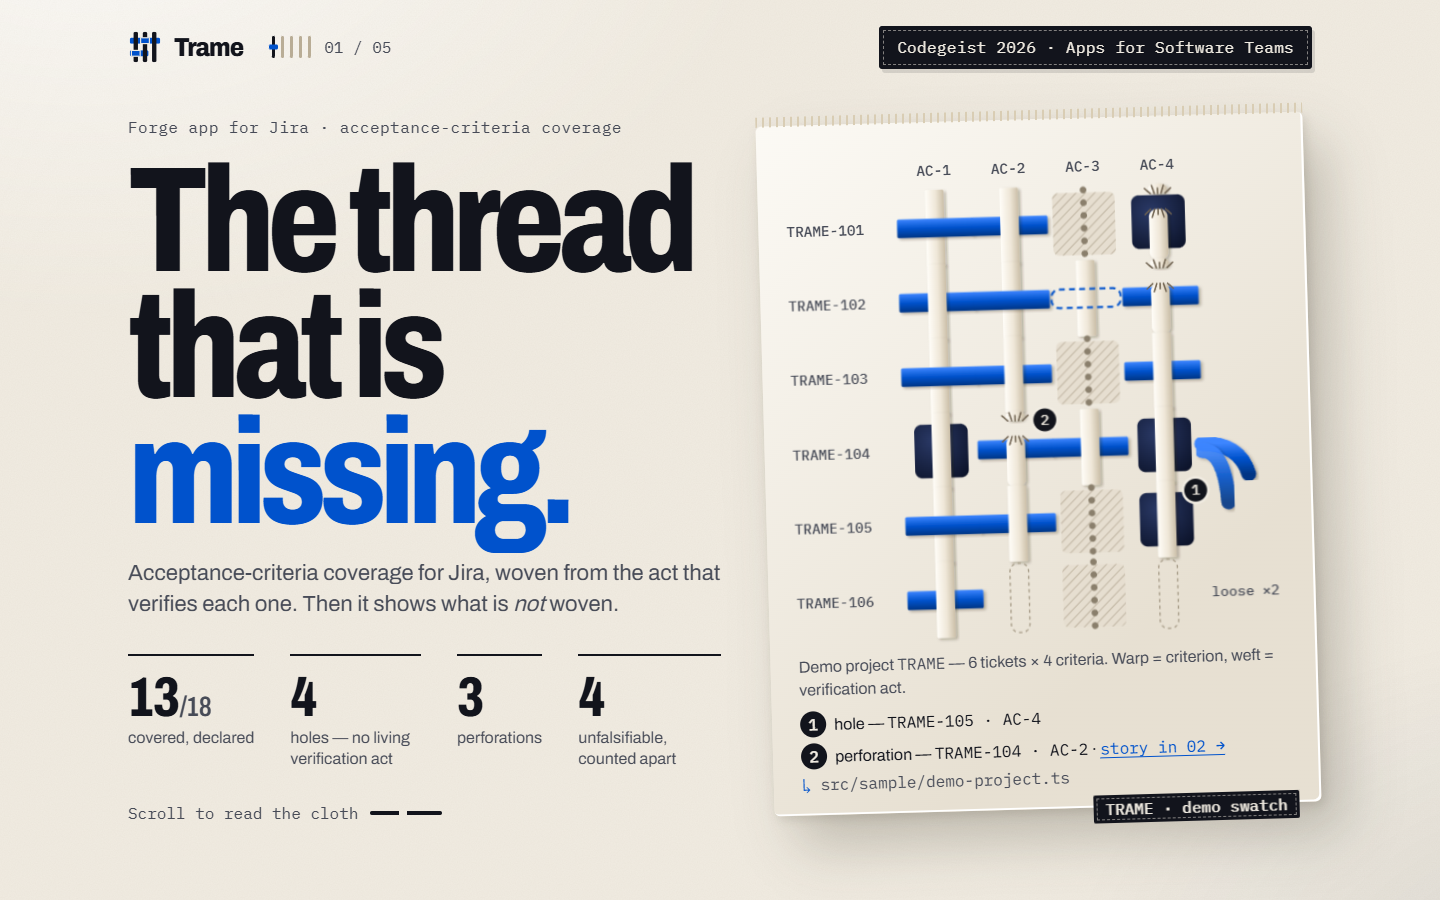 Trame
01 / 05
Codegeist 2026 · Apps for Software Teams
Forge app for Jira · acceptance-criteria coverage
The thread
that is
missing.
Acceptance-criteria coverage for Jira, woven from the act that
verifies each one. Then it shows what is not woven.
13/18
covered, declared
4
holes — no living
verification act
3
perforations
4
unfalsifiable,
counted apart
Scroll to read the cloth
AC-1 AC-2 AC-3 AC-4
TRAME-101
TRAME-102
TRAME-103
2
TRAME-104
1
TRAME-105
TRAME-106
loose ×2
Demo project TRAME — 6 tickets × 4 criteria. Warp = criterion, weft =
verification act.
1 hole — TRAME-105 · AC-4
2 perforation — TRAME-104 · AC-2 · story in 02 →
↳ src/sample/demo-project.ts
TRAME · demo swatch